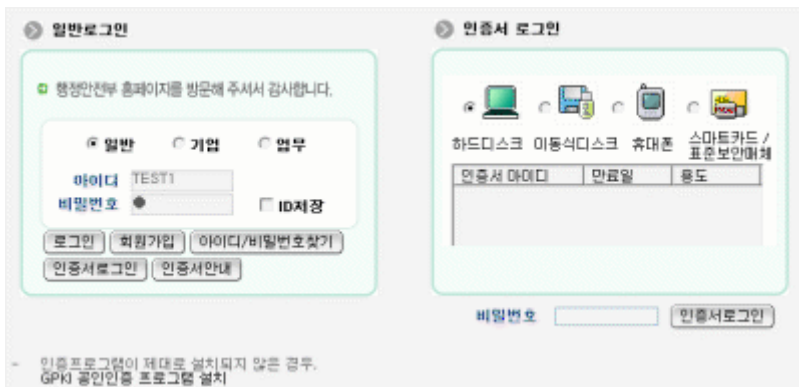 일반로그인
행정안전부 홈페이지를 방문해 주셔서 감사합니다.
일반 기업 업무
아이디 TEST1
비밀번호 ●
ID저장
로그인 회원가입 아이디/비밀번호찾기
인증서로그인 인증서안내
인증서 로그인
하드디스크 이동식디스크 휴대폰 스마트카드 /
표준보안매체
인증서 아이디 만료일 용도
비밀번호 인증서로그인
- 인증프로그램이 제대로 설치되지 않은 경우.
GPKI 공인인증 프로그램 설치